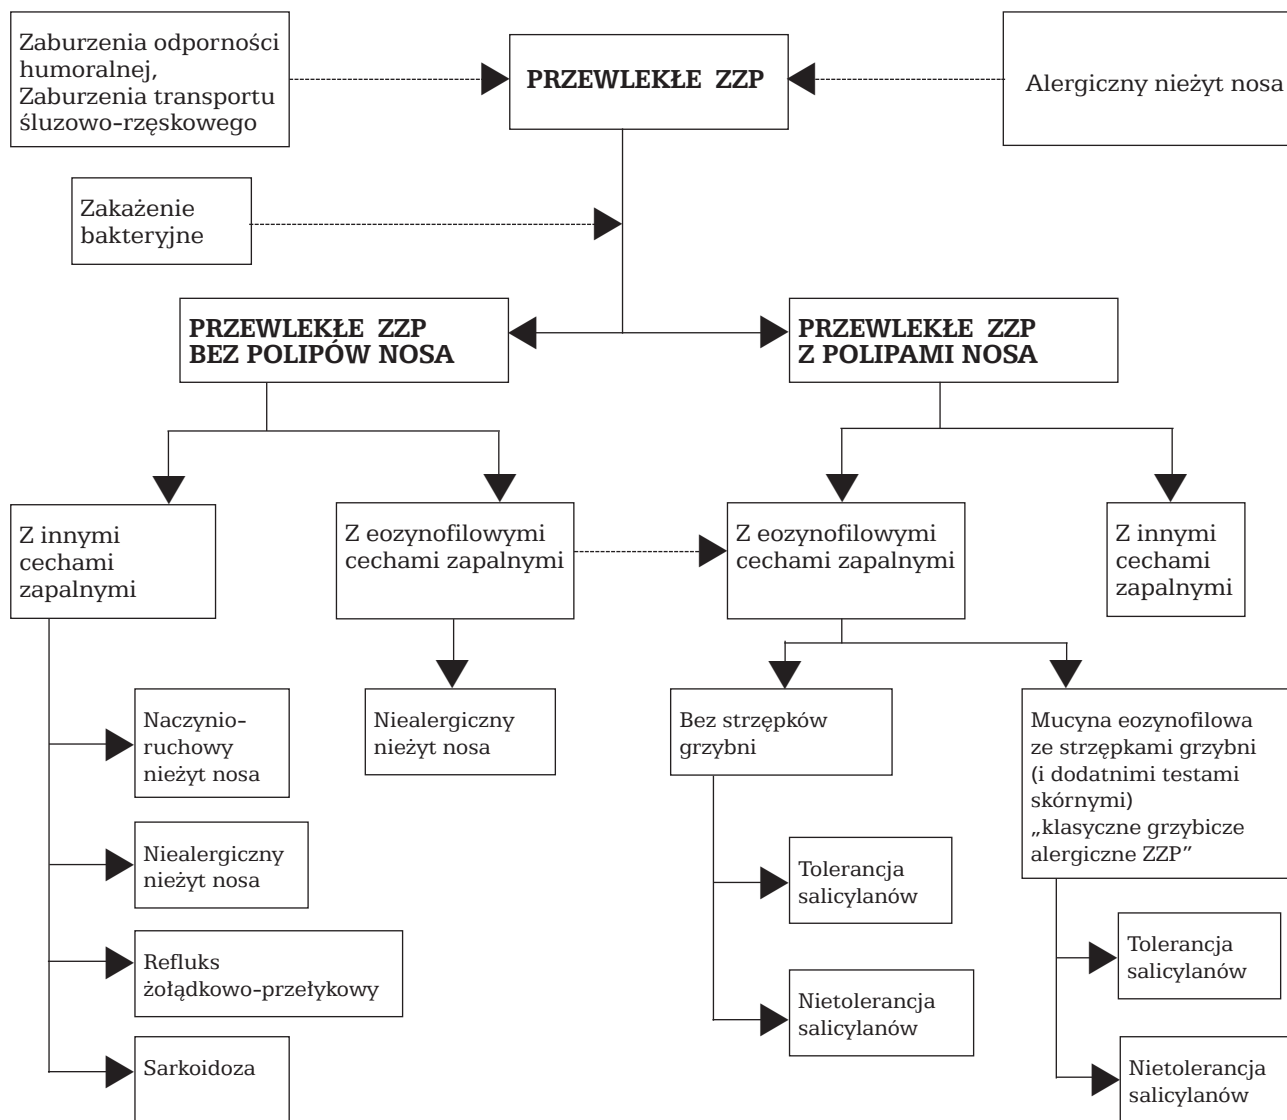 Zaburzenia odporności
humoralnej,
Zaburzenia transportu
śluzowo-rzęskowego
PRZEWLEKŁE ZZP
Alergiczny nieżyt nosa
Zakażenie
bakteryjne
PRZEWLEKŁE ZZP
BEZ POLIPÓW NOSA
PRZEWLEKŁE ZZP
Z POLIPAMI NOSA
Z innymi
cechami
zapalnymi
Z eozynofilowymi
cechami zapalnymi
Z eozynofilowymi
cechami zapalnymi
Z innymi
cechami
zapalnymi
Naczynio-
ruchowy
nieżyt nosa
Niealergiczny
nieżyt nosa
Bez strzępków
grzybni
Mucyna eozynofilowa
ze strzępkami grzybni
(i dodatnimi testami
skórnymi)
„klasyczne grzybicze
alergiczne ZZP”
Niealergiczny
nieżyt nosa
Tolerancja
salicylanów
Tolerancja
salicylanów
Refluks
żołądkowo-przełykowy
Nietolerancja
salicylanów
Sarkoidoza
Nietolerancja
salicylanów